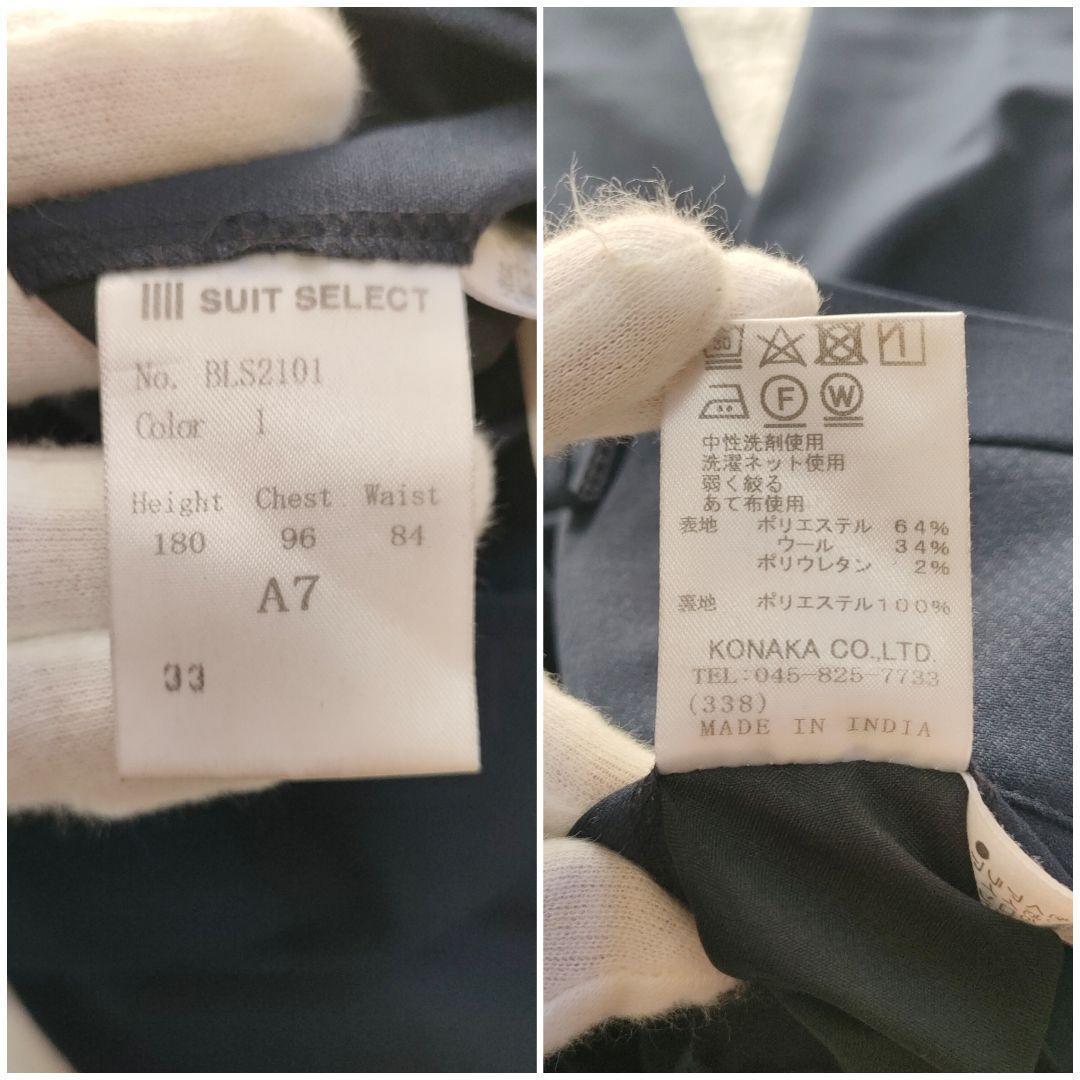 SUIT SELECT
No. BLS2101
Color 1
Height Chest Waist
180 96 84
A7
33
30
F W
中性洗剤使用
洗濯ネット使用
弱く絞る
あて布使用
表地 ポリエステル 64%
ウール 34%
ポリウレタン 2%
裏地 ポリエステル100%
KONAKA CO.,LTD.
TEL:045-825-7733
(338)
MADE IN INDIA